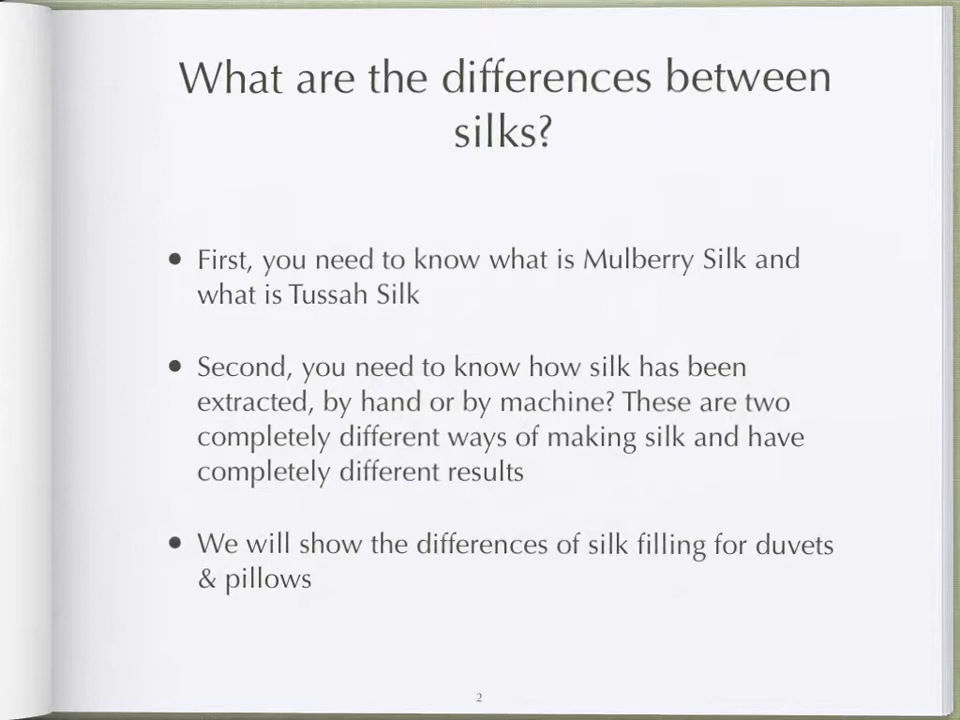 What are the differences between
silks?
• First, you need to know what is Mulberry Silk and
what is Tussah Silk
• Second, you need to know how silk has been
extracted, by hand or by machine? These are two
completely different ways of making silk and have
completely different results
• We will show the differences of silk filling for duvets
& pillows
2